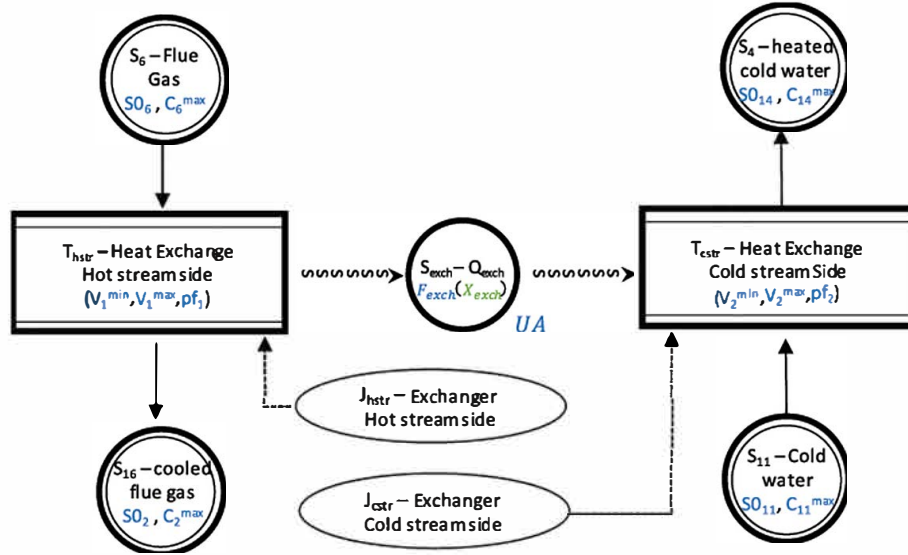 S₆ – Flue
Gas
S0₆ , C₆ᵐᵃˣ
S₄ – heated
cold water
S0₁₄ , C₁₄ᵐᵃˣ
Tₕₛₜᵣ – Heat Exchange
Hot stream side
(V₁ᵐⁱⁿ,V₁ᵐᵃˣ,pf₁)
Sₑₓcₕ – Qₑₓcₕ
Fₑₓcₕ(Xₑₓcₕ)
UA
T꜀ₛₜᵣ – Heat Exchange
Cold stream Side
(V₂ᵐⁱⁿ,V₂ᵐᵃˣ,pf₂)
Jₕₛₜᵣ – Exchanger
Hot stream side
S₁₆ – cooled
flue gas
S0₂ , C₂ᵐᵃˣ
J꜀ₛₜᵣ – Exchanger
Cold stream side
S₁₁ – Cold
water
S0₁₁, C₁₁ᵐᵃˣ